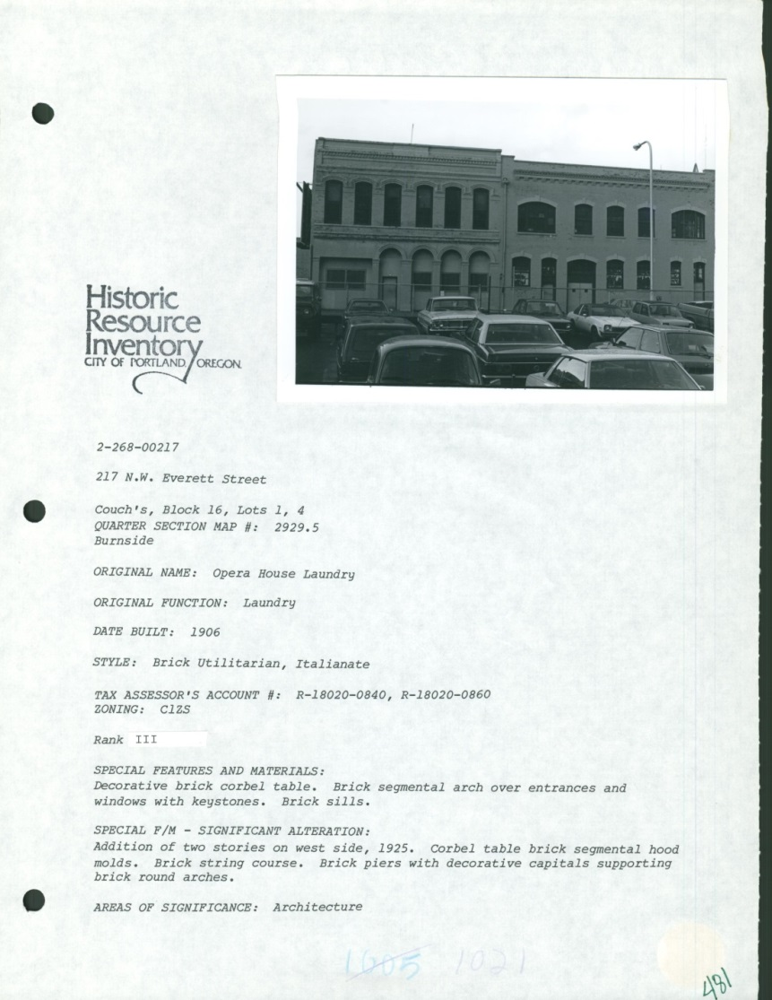 Historic
Resource
Inventory
CITY OF PORTLAND, OREGON
2-268-00217
217 N.W. Everett Street
Couch's, Block 16, Lots 1, 4
QUARTER SECTION MAP #: 2929.5
Burnside
ORIGINAL NAME: Opera House Laundry
ORIGINAL FUNCTION: Laundry
DATE BUILT: 1906
STYLE: Brick Utilitarian, Italianate
TAX ASSESSOR'S ACCOUNT #: R-18020-0840, R-18020-0860
ZONING: C1ZS
Rank III
SPECIAL FEATURES AND MATERIALS:
Decorative brick corbel table. Brick segmental arch over entrances and
windows with keystones. Brick sills.
SPECIAL F/M - SIGNIFICANT ALTERATION:
Addition of two stories on west side, 1925. Corbel table brick segmental hood
molds. Brick string course. Brick piers with decorative capitals supporting
brick round arches.
AREAS OF SIGNIFICANCE: Architecture
1005 1021
481